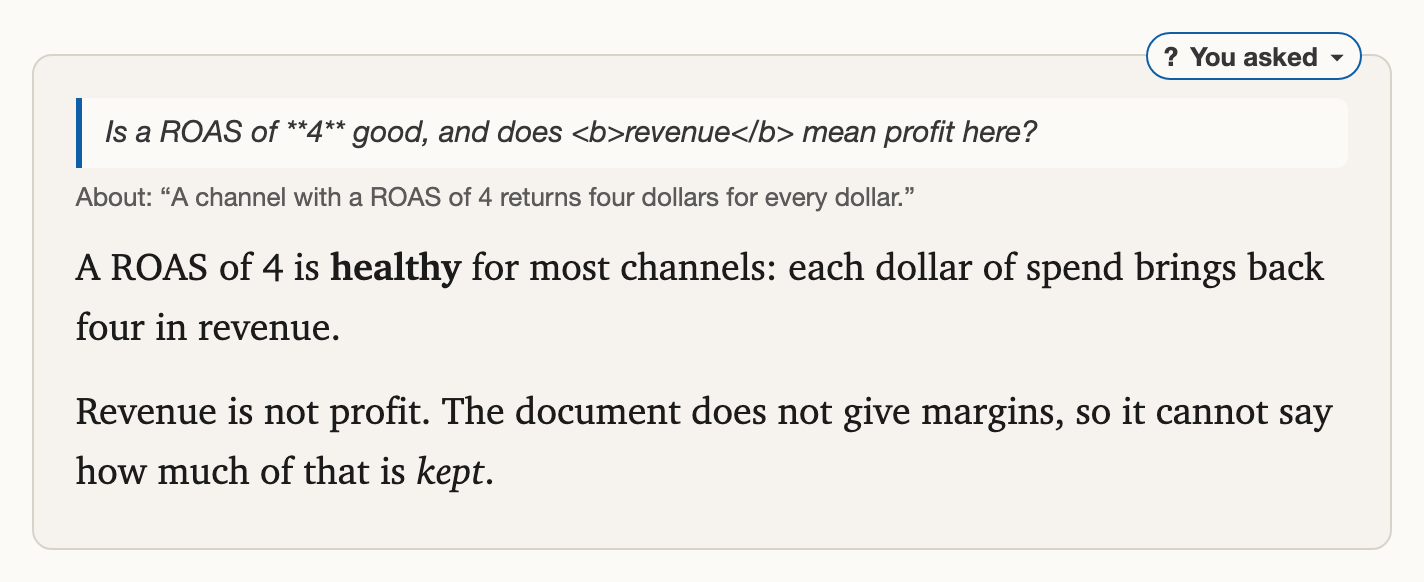 ? You asked
Is a ROAS of **4** good, and does <b>revenue</b> mean profit here?
About: “A channel with a ROAS of 4 returns four dollars for every dollar.”
A ROAS of 4 is healthy for most channels: each dollar of spend brings back
four in revenue.
Revenue is not profit. The document does not give margins, so it cannot say
how much of that is kept.